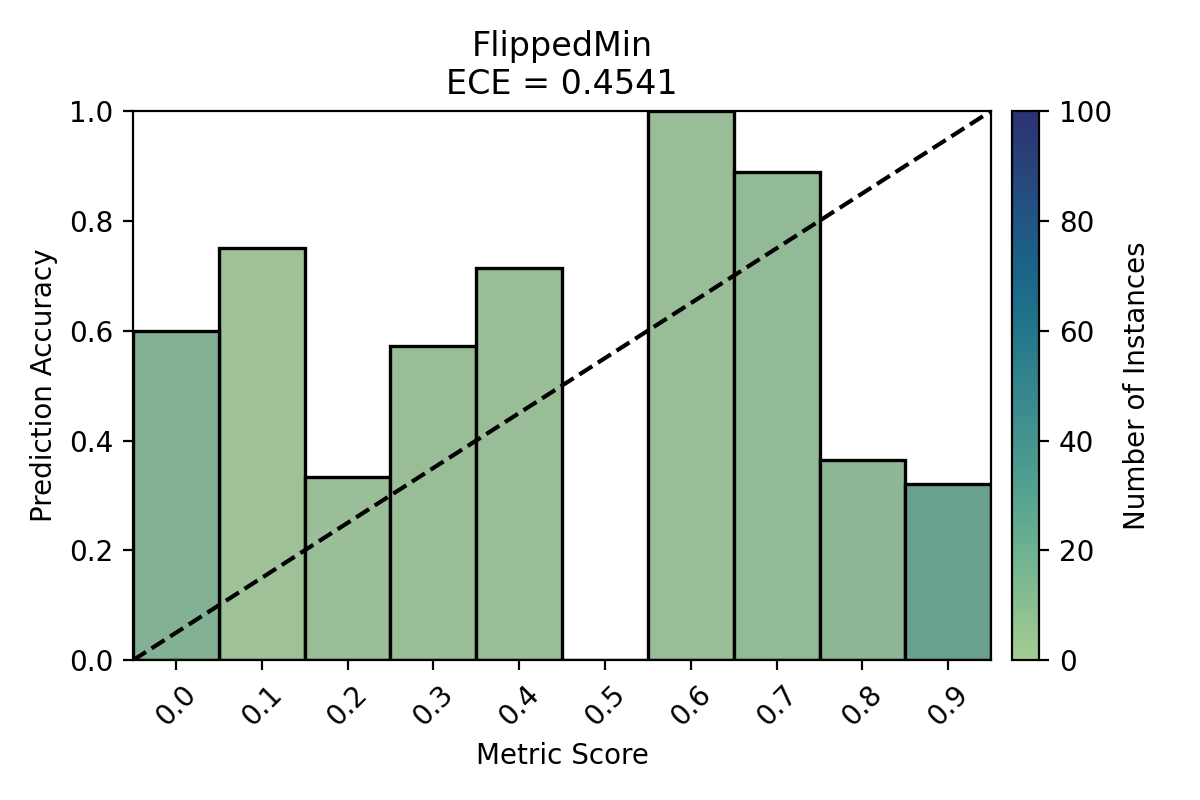 FlippedMin
ECE = 0.4541
Prediction Accuracy
1.0
0.8
0.6
0.4
0.2
0.0
0.0 0.1 0.2 0.3 0.4 0.5 0.6 0.7 0.8 0.9
Metric Score
100
80
60
40
20
0
Number of Instances